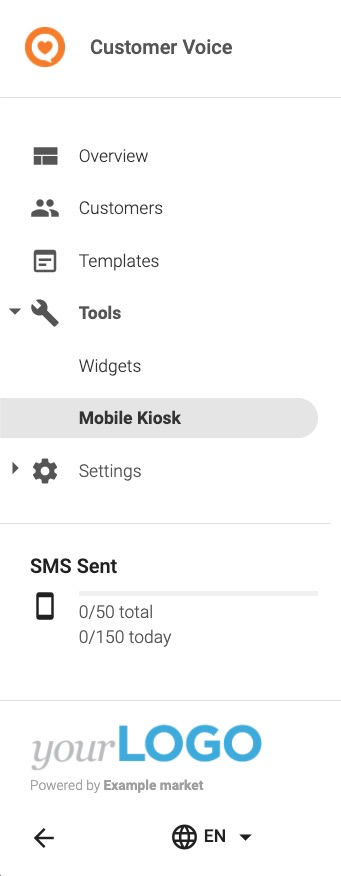 Customer Voice
Overview
Customers
Templates
Tools
Widgets
Mobile Kiosk
Settings
SMS Sent
0/50 total
0/150 today
yourLOGO
Powered by Example market
EN